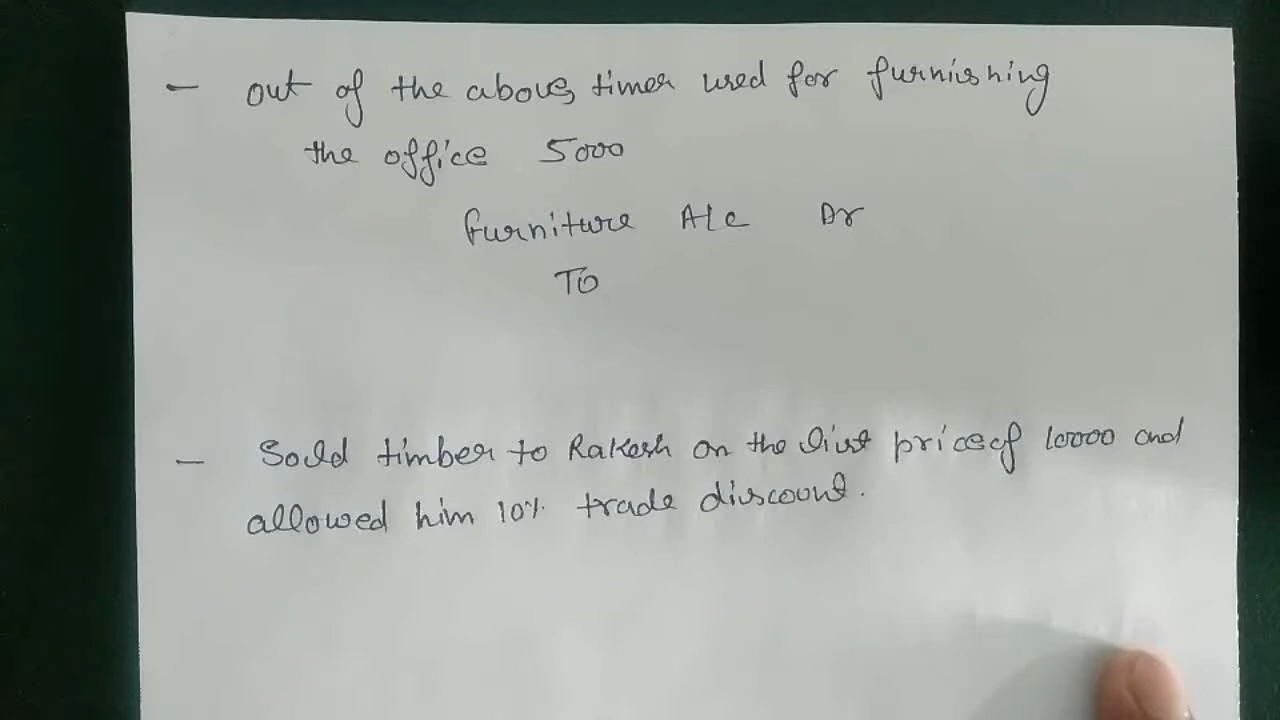 - out of the above, timer used for furnishing
the office 5000
furniture A/c Dr
To
- Sold timber to Rakesh on the list price of 10000 and
allowed him 10% trade discount.